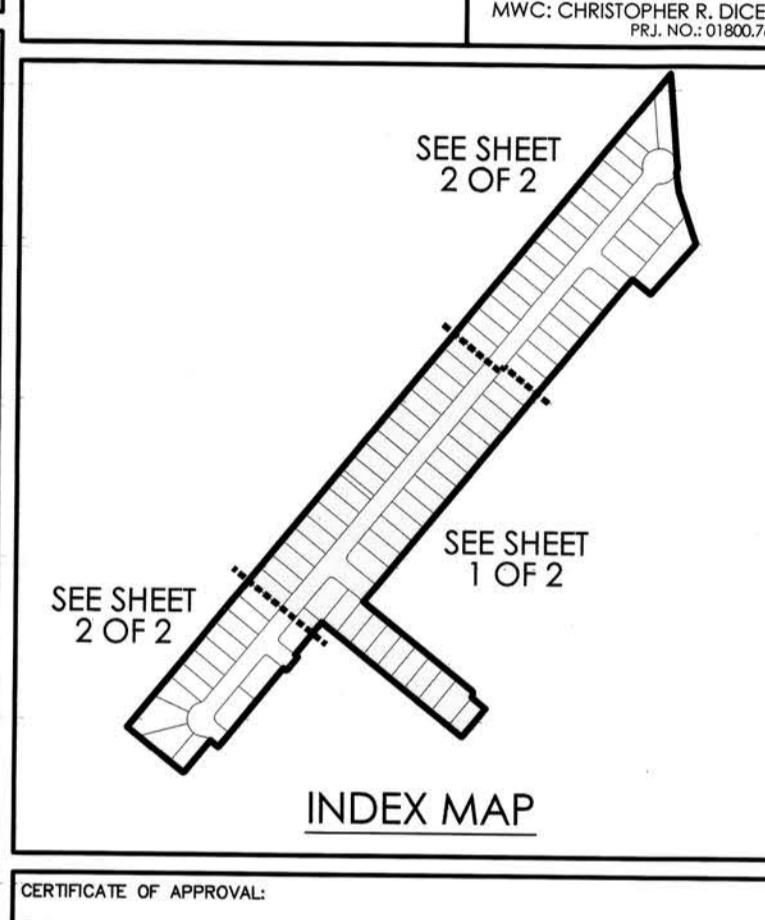 MWC: CHRISTOPHER R. DICE
PRJ. NO.: 01800.7
SEE SHEET
2 OF 2
SEE SHEET
1 OF 2
SEE SHEET
2 OF 2
INDEX MAP
CERTIFICATE OF APPROVAL: